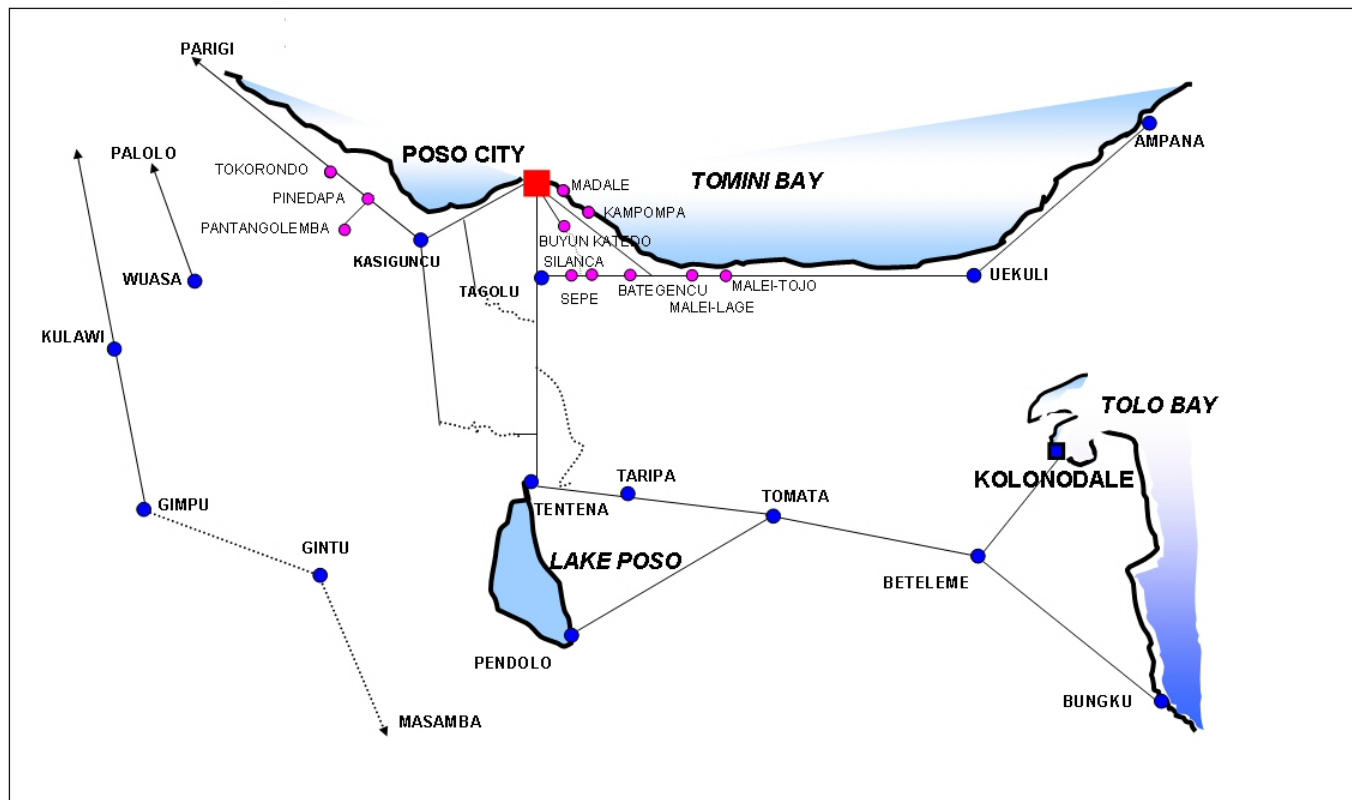 PARIGI
PALOLO
POSO CITY
AMPANA
TOKORONDO
MADALE
TOMINI BAY
PINEDAPA
KAMPOMPA
PANTANGOLEMBA
BUYUN KATEDO
KASIGUNCU
SILANCA
WUASA
TAGOLU
SEPE
BATEGENCU
MALEI-TOJO
UEKULI
MALEI-LAGE
KULAWI
TOLO BAY
TARIPA
KOLONODALE
GIMPU
TENTENA
TOMATA
GINTU
LAKE POSO
BETELEME
PENDOLO
BUNGKU
MASAMBA